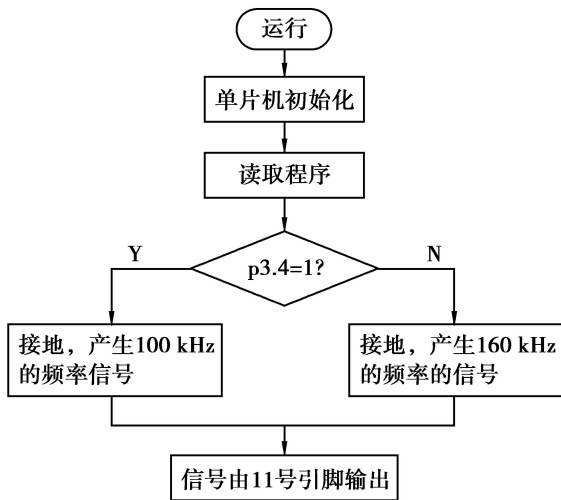 运行
单片机初始化
读取程序
p3.4=1?
Y
N
接地，产生100 kHz
的频率信号
接地，产生160 kHz
的频率的信号
信号由11号引脚输出